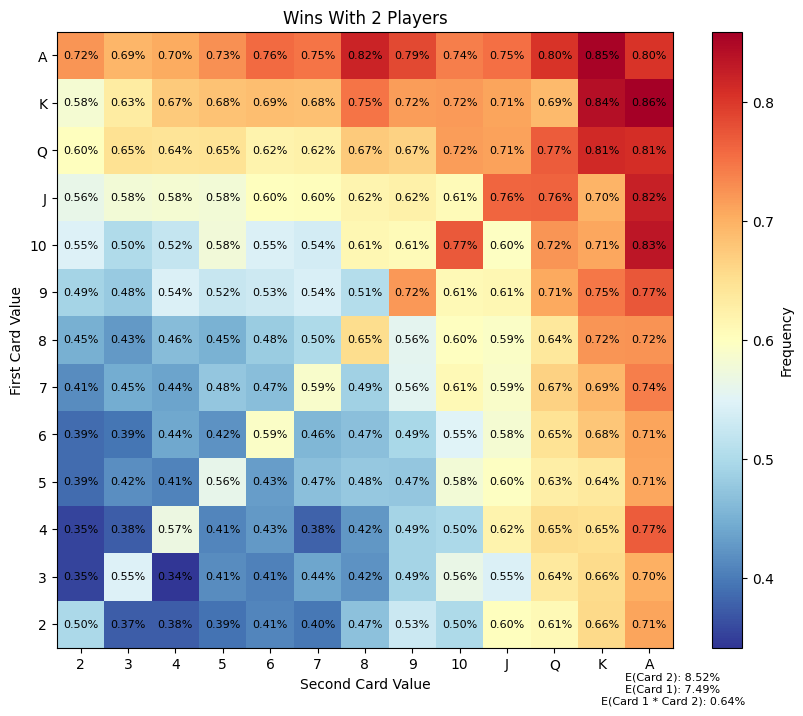 Wins With 2 Players
A 0.72% 0.69% 0.70% 0.73% 0.76% 0.75% 0.82% 0.79% 0.74% 0.75% 0.80% 0.85% 0.80%
K 0.58% 0.63% 0.67% 0.68% 0.69% 0.68% 0.75% 0.72% 0.72% 0.71% 0.69% 0.84% 0.86%
Q 0.60% 0.65% 0.64% 0.65% 0.62% 0.62% 0.67% 0.67% 0.72% 0.71% 0.77% 0.81% 0.81%
J 0.56% 0.58% 0.58% 0.58% 0.60% 0.60% 0.62% 0.62% 0.61% 0.76% 0.76% 0.70% 0.82%
10 0.55% 0.50% 0.52% 0.58% 0.55% 0.54% 0.61% 0.61% 0.77% 0.60% 0.72% 0.71% 0.83%
9 0.49% 0.48% 0.54% 0.52% 0.53% 0.54% 0.51% 0.72% 0.61% 0.61% 0.71% 0.75% 0.77%
8 0.45% 0.43% 0.46% 0.45% 0.48% 0.50% 0.65% 0.56% 0.60% 0.59% 0.64% 0.72% 0.72%
7 0.41% 0.45% 0.44% 0.48% 0.47% 0.59% 0.49% 0.56% 0.61% 0.59% 0.67% 0.69% 0.74%
6 0.39% 0.39% 0.44% 0.42% 0.59% 0.46% 0.47% 0.49% 0.55% 0.58% 0.65% 0.68% 0.71%
5 0.39% 0.42% 0.41% 0.56% 0.43% 0.47% 0.48% 0.47% 0.58% 0.60% 0.63% 0.64% 0.71%
4 0.35% 0.38% 0.57% 0.41% 0.43% 0.38% 0.42% 0.49% 0.50% 0.62% 0.65% 0.65% 0.77%
3 0.35% 0.55% 0.34% 0.41% 0.41% 0.44% 0.42% 0.49% 0.56% 0.55% 0.64% 0.66% 0.70%
2 0.50% 0.37% 0.38% 0.39% 0.41% 0.40% 0.47% 0.53% 0.50% 0.60% 0.61% 0.66% 0.71%
2 3 4 5 6 7 8 9 10 J Q K A
First Card Value
Second Card Value
0.8
0.7
0.6
0.5
0.4
Frequency
E(Card 2): 8.52%
E(Card 1): 7.49%
E(Card 1 * Card 2): 0.64%